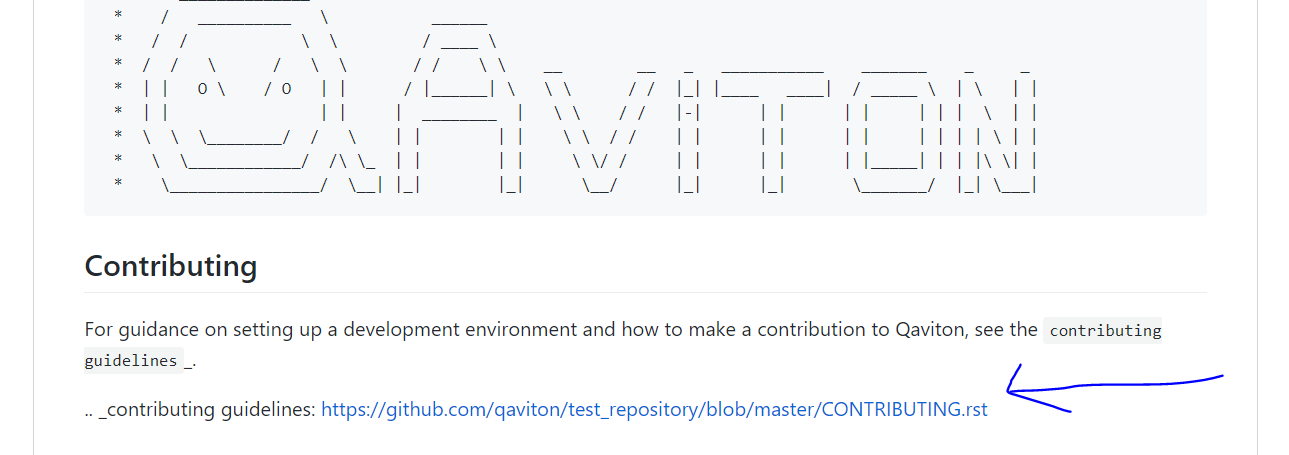 QAVITON
Contributing
For guidance on setting up a development environment and how to make a contribution to Qaviton, see the contributing
guidelines _.
.. _contributing guidelines: https://github.com/qaviton/test_repository/blob/master/CONTRIBUTING.rst